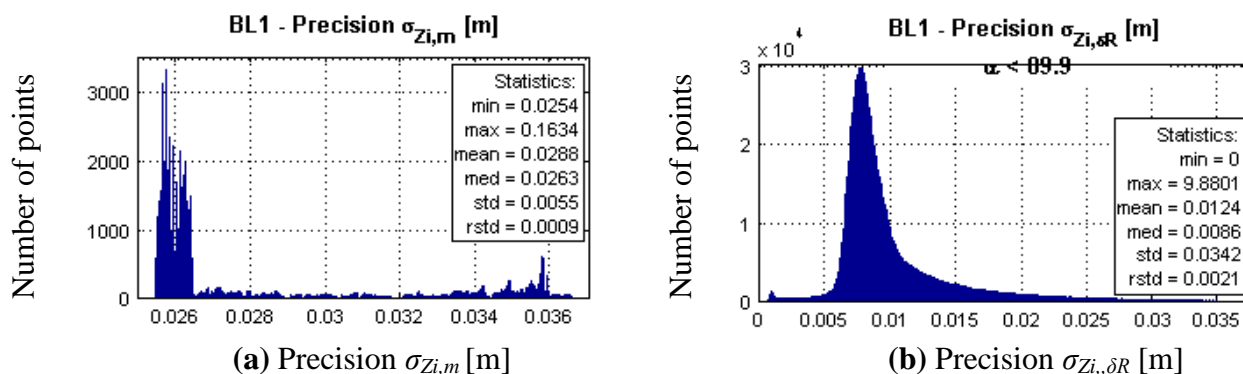 BL1 - Precision σZi,m [m]
Number of points
3000
2000
1000
0
Statistics:
min = 0.0254
max = 0.1634
mean = 0.0288
med = 0.0263
std = 0.0055
rstd = 0.0009
0.026 0.028 0.03 0.032 0.034 0.036
(a) Precision σZi,m [m]
BL1 - Precision σZi,δR [m]
α < 89.9
x 10
Number of points
3
2
1
0
Statistics:
min = 0
max = 9.8801
mean = 0.0124
med = 0.0086
std = 0.0342
rstd = 0.0021
0 0.005 0.01 0.015 0.02 0.025 0.03 0.035
(b) Precision σZi,,δR [m]